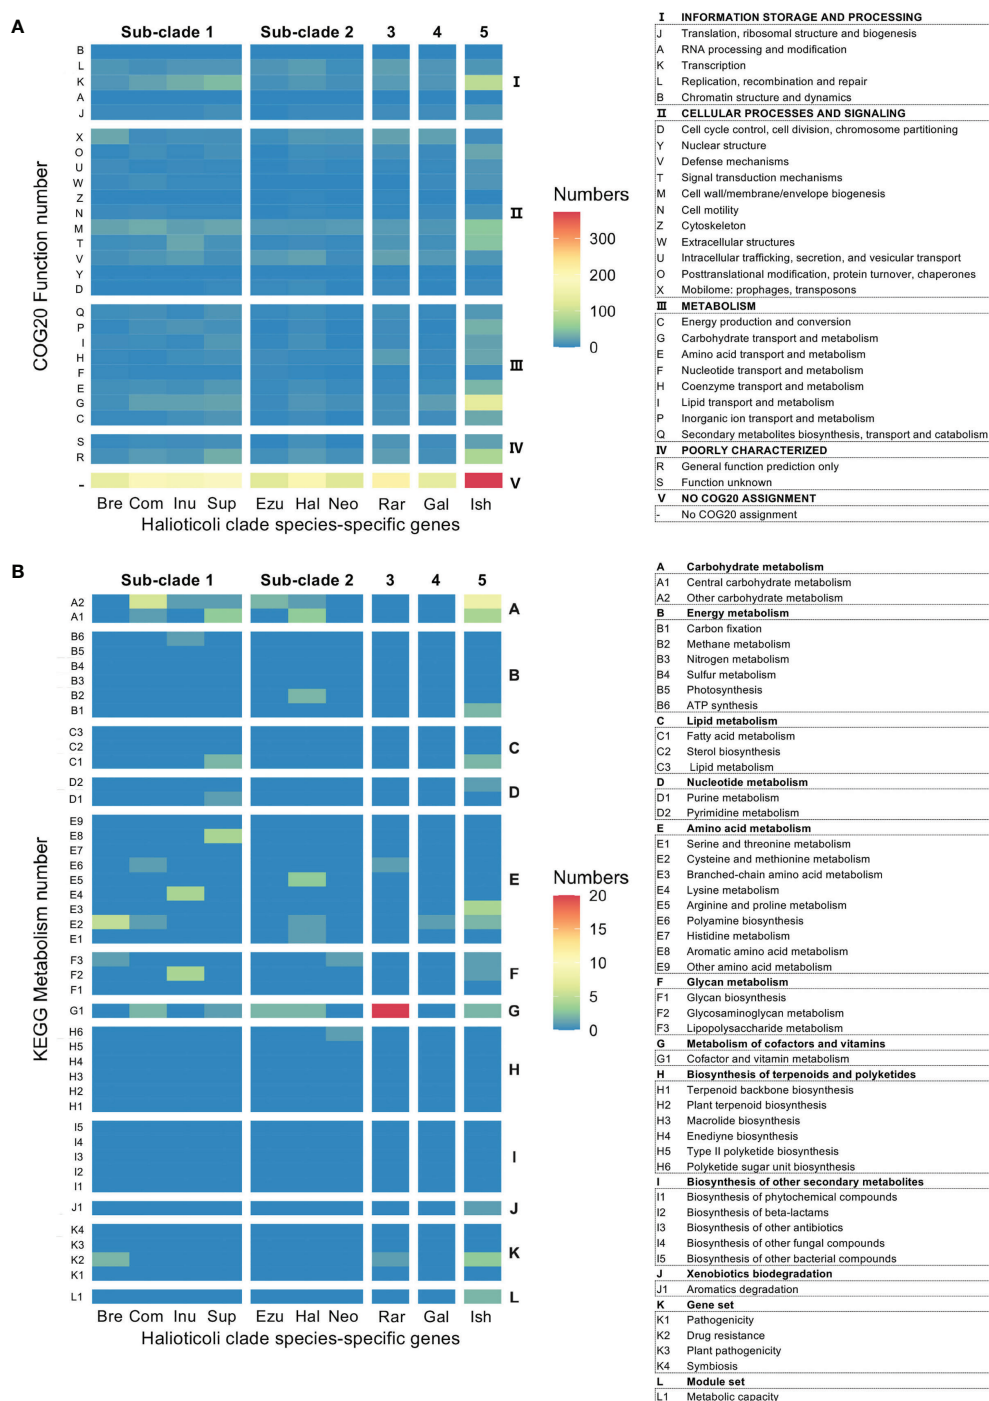 A
Sub-clade 1 Sub-clade 2 3 4 5
B
L
K
A
J
I
X
O
U
W
Z
N
M
T
V
Y
D
II
Q
P
I
H
F
E
G
C
III
S
R
IV
-
V
COG20 Function number
Bre Com Inu Sup Ezu Hal Neo Rar Gal Ish
Halioticoli clade species-specific genes
Numbers
300
200
100
0
I INFORMATION STORAGE AND PROCESSING
J Translation, ribosomal structure and biogenesis
A RNA processing and modification
K Transcription
L Replication, recombination and repair
B Chromatin structure and dynamics
II CELLULAR PROCESSES AND SIGNALING
D Cell cycle control, cell division, chromosome partitioning
Y Nuclear structure
V Defense mechanisms
T Signal transduction mechanisms
M Cell wall/membrane/envelope biogenesis
N Cell motility
Z Cytoskeleton
W Extracellular structures
U Intracellular trafficking, secretion, and vesicular transport
O Posttranslational modification, protein turnover, chaperones
X Mobilome: prophages, transposons
III METABOLISM
C Energy production and conversion
G Carbohydrate transport and metabolism
E Amino acid transport and metabolism
F Nucleotide transport and metabolism
H Coenzyme transport and metabolism
I Lipid transport and metabolism
P Inorganic ion transport and metabolism
Q Secondary metabolites biosynthesis, transport and catabolism
IV POORLY CHARACTERIZED
R General function prediction only
S Function unknown
V NO COG20 ASSIGNMENT
- No COG20 assignment
B
Sub-clade 1 Sub-clade 2 3 4 5
A2
A1
A
B6
B5
B4
B3
B2
B1
B
C3
C2
C1
C
D2
D1
D
E9
E8
E7
E6
E5
E4
E3
E2
E1
E
F3
F2
F1
F
G1
G
H6
H5
H4
H3
H2
H1
H
I5
I4
I3
I2
I1
I
J1
J
K4
K3
K2
K1
K
L1
L
KEGG Metabolism number
Bre Com Inu Sup Ezu Hal Neo Rar Gal Ish
Halioticoli clade species-specific genes
Numbers
20
15
10
5
0
A Carbohydrate metabolism
A1 Central carbohydrate metabolism
A2 Other carbohydrate metabolism
B Energy metabolism
B1 Carbon fixation
B2 Methane metabolism
B3 Nitrogen metabolism
B4 Sulfur metabolism
B5 Photosynthesis
B6 ATP synthesis
C Lipid metabolism
C1 Fatty acid metabolism
C2 Sterol biosynthesis
C3 Lipid metabolism
D Nucleotide metabolism
D1 Purine metabolism
D2 Pyrimidine metabolism
E Amino acid metabolism
E1 Serine and threonine metabolism
E2 Cysteine and methionine metabolism
E3 Branched-chain amino acid metabolism
E4 Lysine metabolism
E5 Arginine and proline metabolism
E6 Polyamine biosynthesis
E7 Histidine metabolism
E8 Aromatic amino acid metabolism
E9 Other amino acid metabolism
F Glycan metabolism
F1 Glycan biosynthesis
F2 Glycosaminoglycan metabolism
F3 Lipopolysaccharide metabolism
G Metabolism of cofactors and vitamins
G1 Cofactor and vitamin metabolism
H Biosynthesis of terpenoids and polyketides
H1 Terpenoid backbone biosynthesis
H2 Plant terpenoid biosynthesis
H3 Macrolide biosynthesis
H4 Enediyne biosynthesis
H5 Type II polyketide biosynthesis
H6 Polyketide sugar unit biosynthesis
I Biosynthesis of other secondary metabolites
I1 Biosynthesis of phytochemical compounds
I2 Biosynthesis of beta-lactams
I3 Biosynthesis of other antibiotics
I4 Biosynthesis of other fungal compounds
I5 Biosynthesis of other bacterial compounds
J Xenobiotics biodegradation
J1 Aromatics degradation
K Gene set
K1 Pathogenicity
K2 Drug resistance
K3 Plant pathogenicity
K4 Symbiosis
L Module set
L1 Metabolic capacity